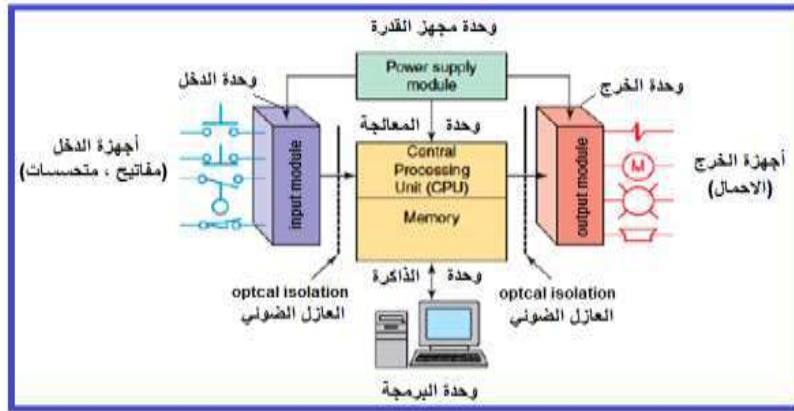 وحدة مجهز القدرة
Power supply
module
وحدة الدخل
وحدة الخرج
وحدة المعالجة
أجهزة الدخل
(مفاتيح ، متحسسات)
input module
Central
Processing
Unit (CPU)
Memory
output module
M
أجهزة الخرج
(الاحمال)
وحدة الذاكرة
optcal isolation
العازل الضوئي
optcal isolation
العازل الضوئي
وحدة البرمجة